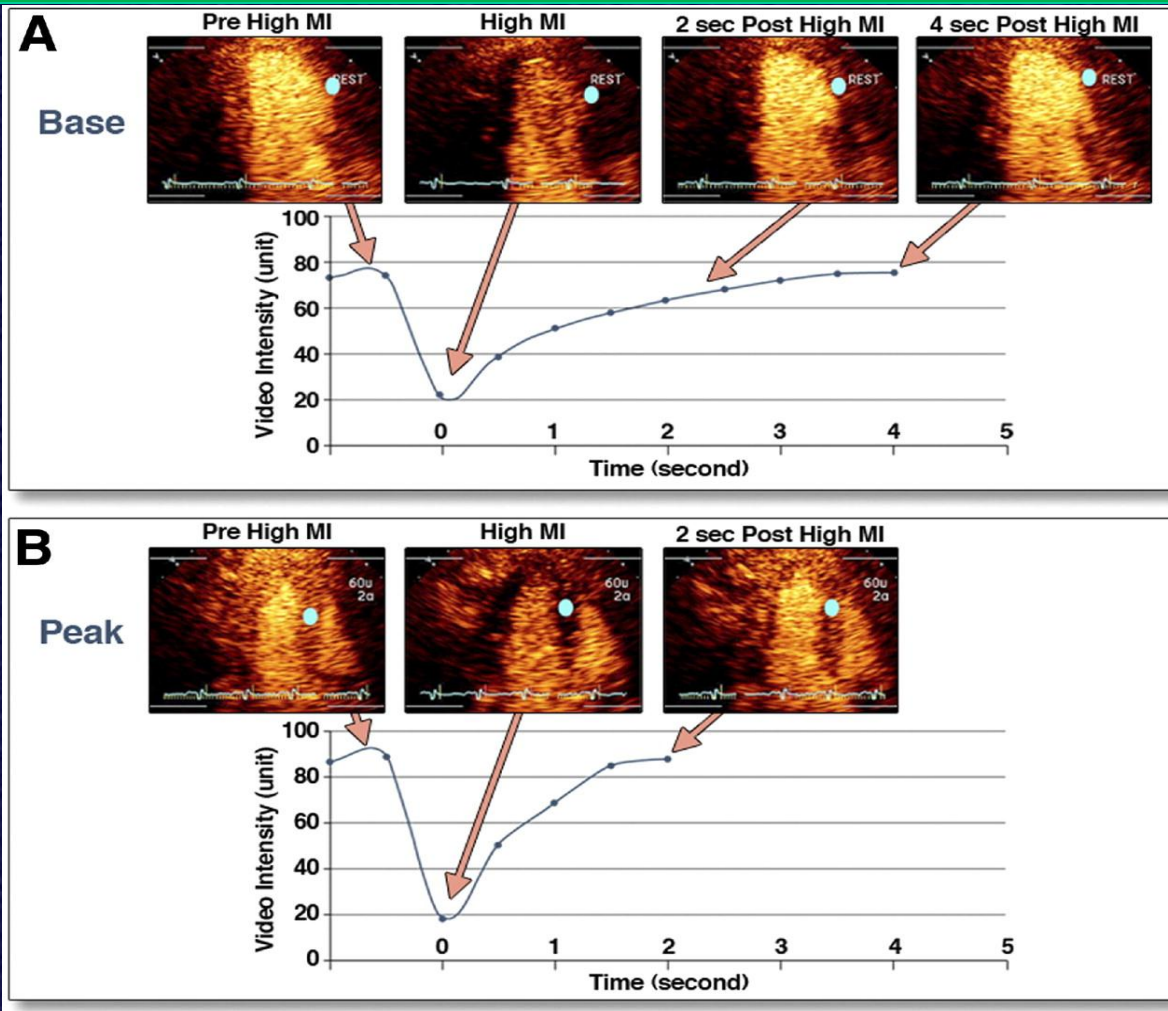 A
Pre High MI
High MI
2 sec Post High MI
4 sec Post High MI
Base
REST
REST
REST
REST
Video Intensity (unit)
100
80
60
40
20
0
0 1 2 3 4 5
Time (second)
B
Pre High MI
High MI
2 sec Post High MI
Peak
60u
2a
60u
2a
60u
2a
Video Intensity (unit)
100
80
60
40
20
0
0 1 2 3 4 5
Time (second)